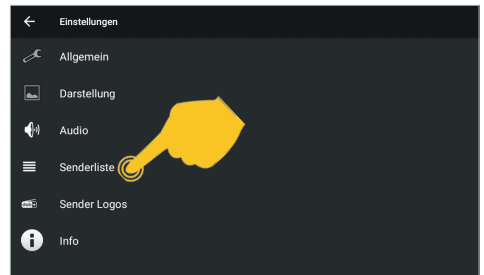 Einstellungen
Allgemein
Darstellung
Audio
Senderliste
Sender Logos
Info